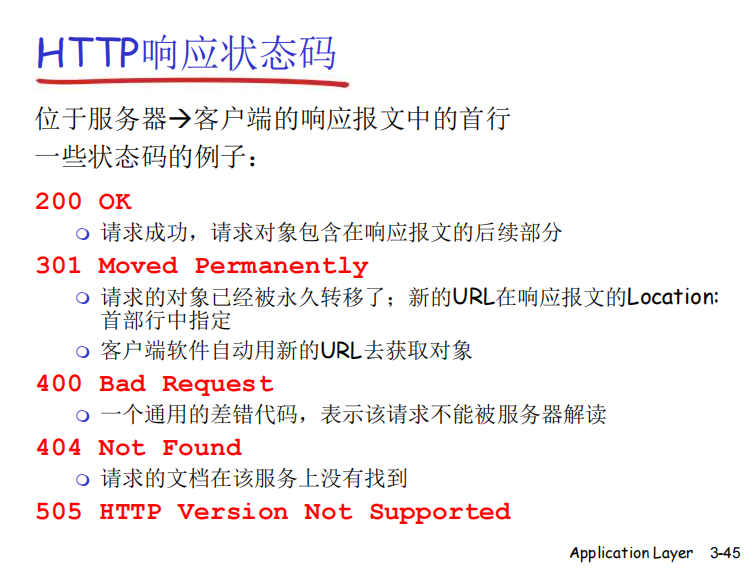 HTTP响应状态码
位于服务器→客户端的响应报文中的首行
一些状态码的例子：
200 OK
请求成功，请求对象包含在响应报文的后续部分
301 Moved Permanently
请求的对象已经被永久转移了；新的URL在响应报文的Location:
首部行中指定
客户端软件自动用新的URL去获取对象
400 Bad Request
一个通用的差错代码，表示该请求不能被服务器解读
404 Not Found
请求的文档在该服务上没有找到
505 HTTP Version Not Supported
Application Layer 3-45